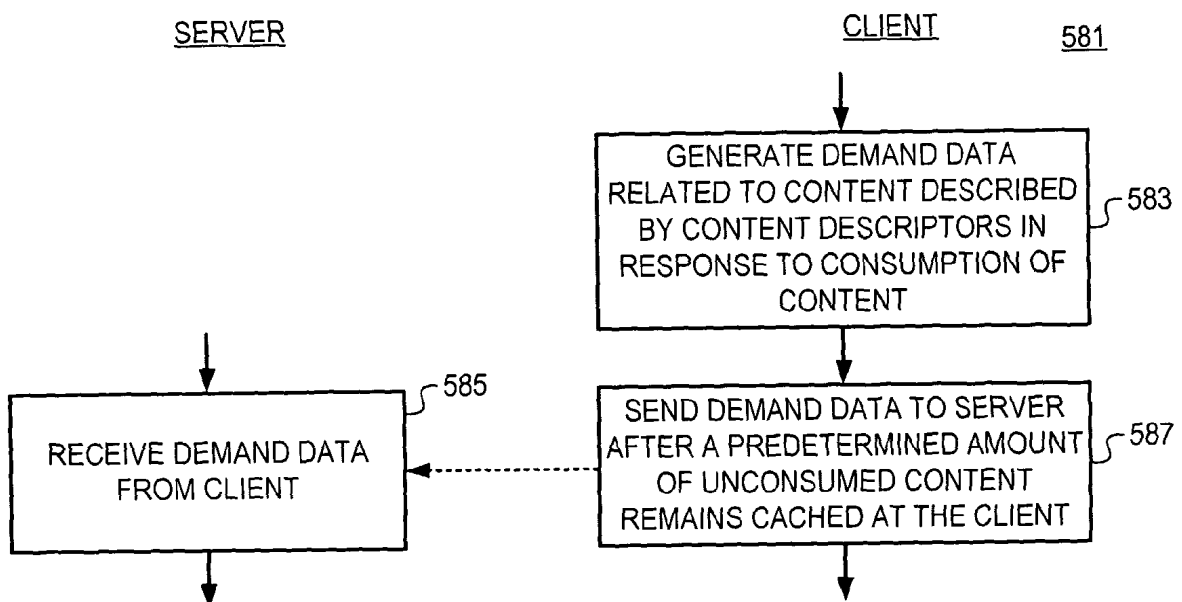 SERVER
CLIENT
581
GENERATE DEMAND DATA
RELATED TO CONTENT DESCRIBED
BY CONTENT DESCRIPTORS IN
RESPONSE TO CONSUMPTION OF
CONTENT
583
585
RECEIVE DEMAND DATA
FROM CLIENT
SEND DEMAND DATA TO SERVER
AFTER A PREDETERMINED AMOUNT
OF UNCONSUMED CONTENT
REMAINS CACHED AT THE CLIENT
587